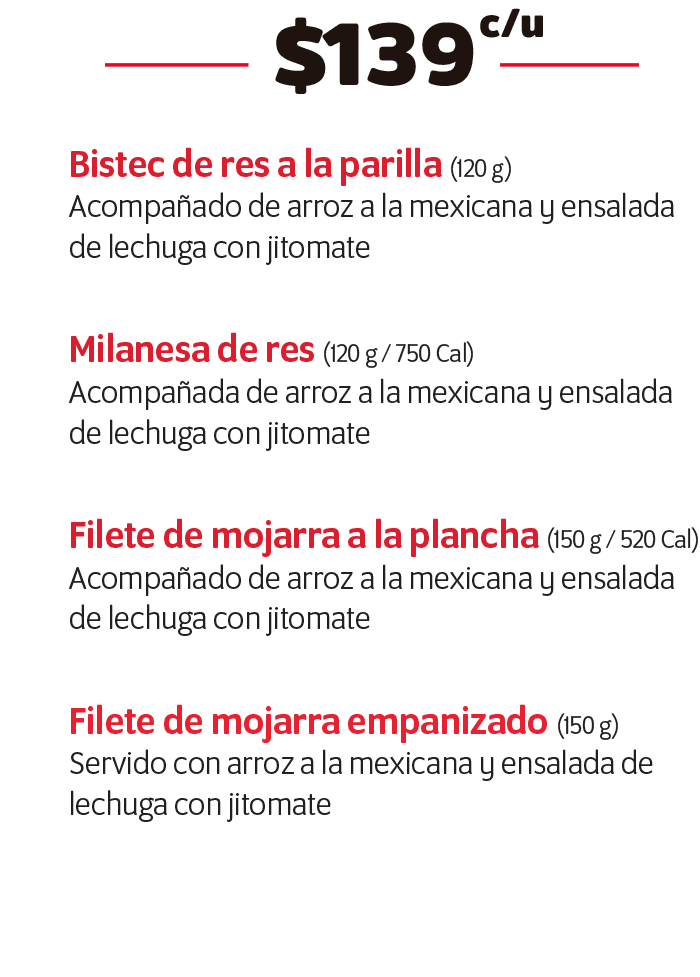 $139 c/u
Bistec de res a la parilla (120 g)
Acompañado de arroz a la mexicana y ensalada
de lechuga con jitomate
Milanesa de res (120 g / 750 Cal)
Acompañada de arroz a la mexicana y ensalada
de lechuga con jitomate
Filete de mojarra a la plancha (150 g / 520 Cal)
Acompañado de arroz a la mexicana y ensalada
de lechuga con jitomate
Filete de mojarra empanizado (150 g)
Servido con arroz a la mexicana y ensalada de
lechuga con jitomate